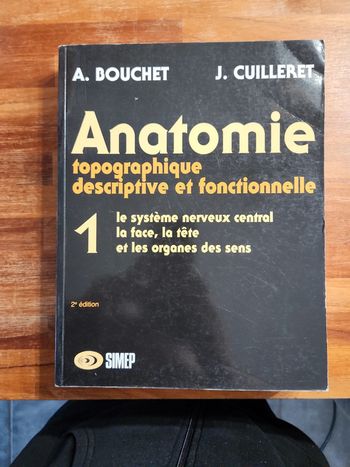 A. BOUCHET J. CUILLERET
Anatomie
topographique
descriptive et fonctionnelle
1
le système nerveux central
la face, la tête
et les organes des sens
2e édition
SIMEP